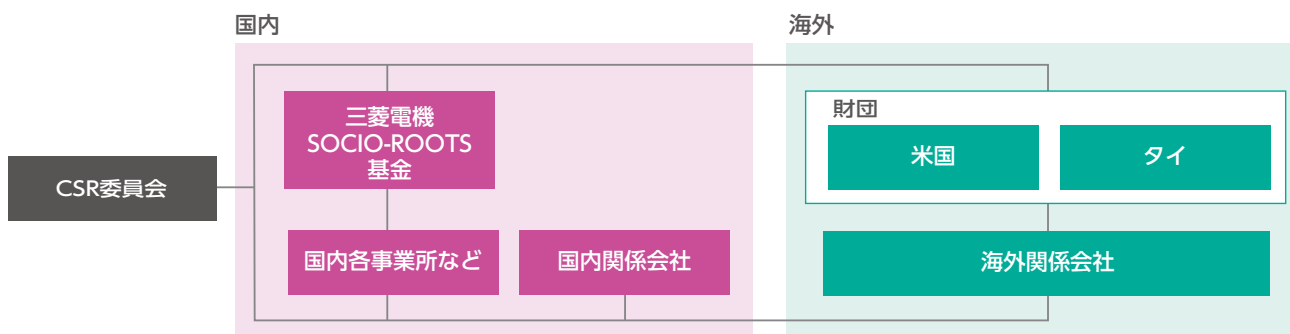 国内
海外
三菱電機
SOCIO-ROOTS
基金
財団
米国
タイ
CSR委員会
国内各事業所など
国内関係会社
海外関係会社